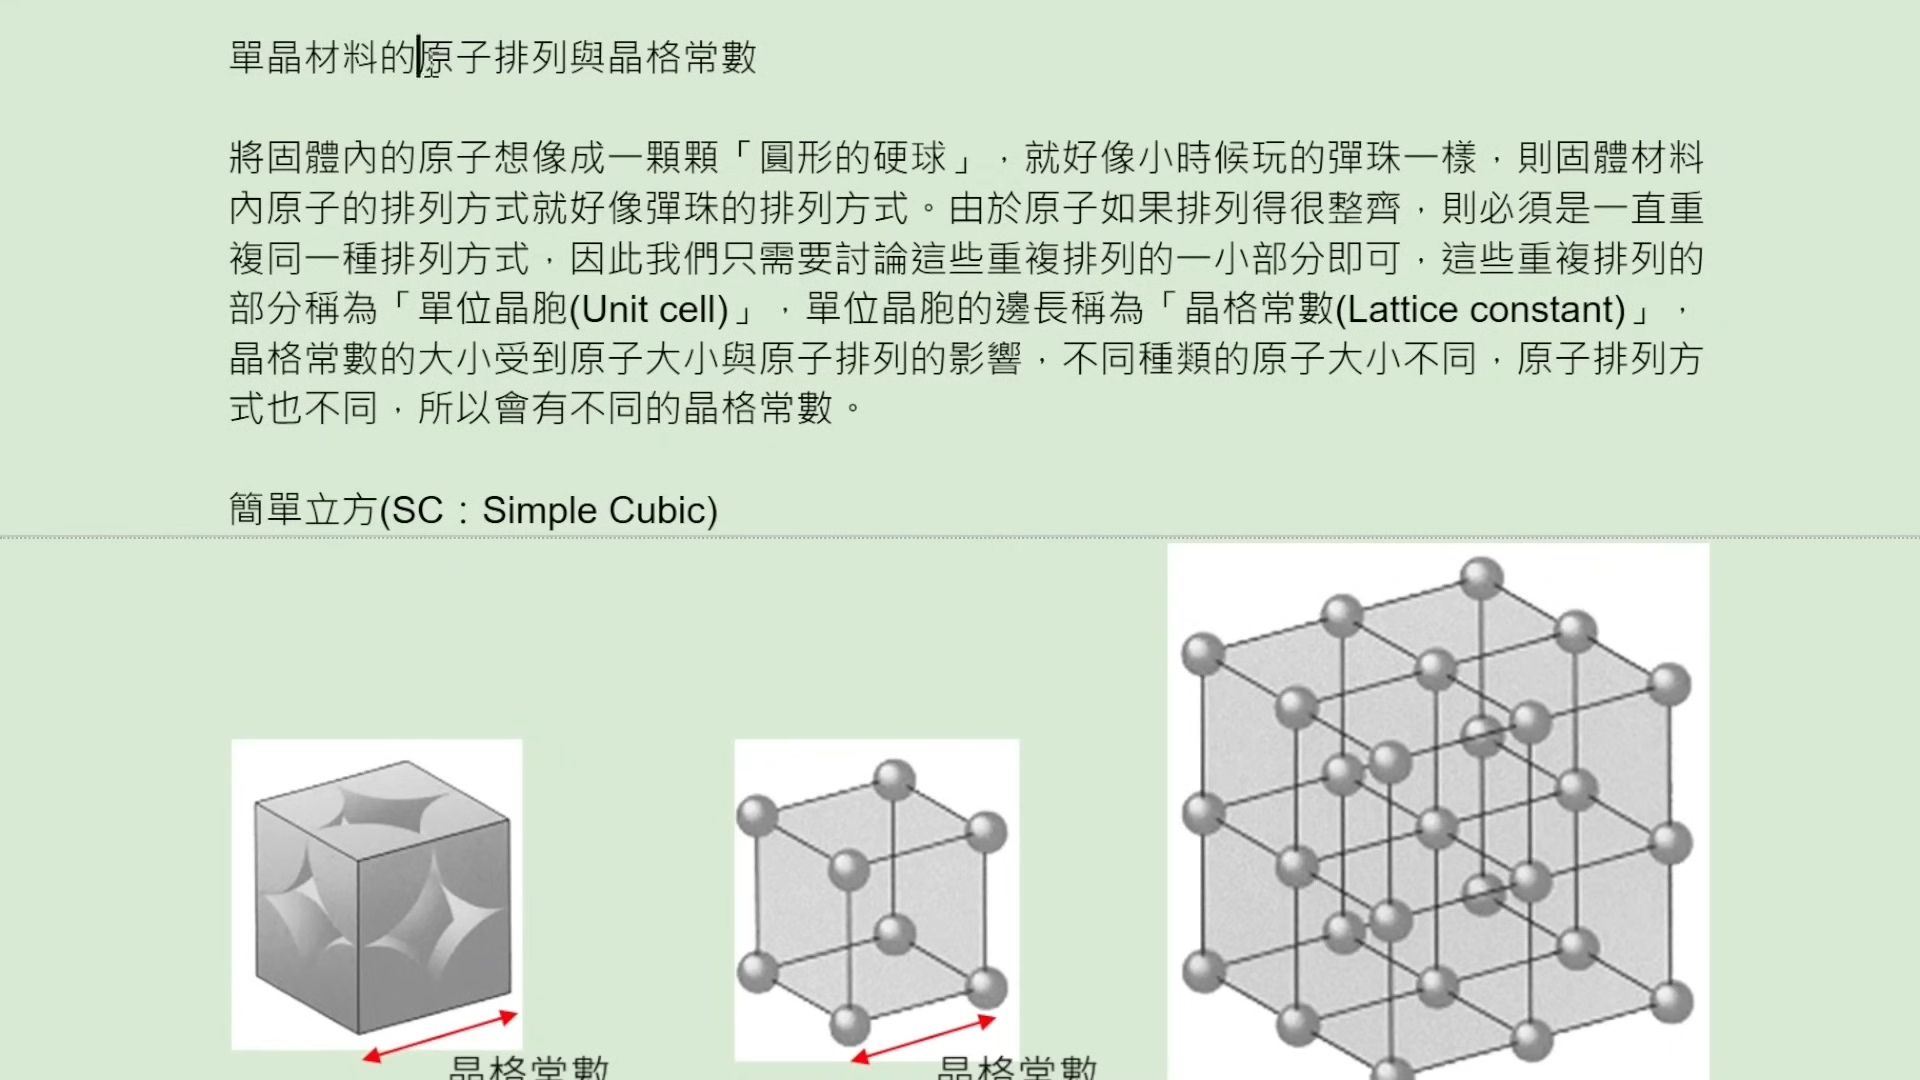 單晶材料的原子排列與晶格常數
將固體內的原子想像成一顆顆「圓形的硬球」，就好像小時候玩的彈珠一樣，則固體材料
內原子的排列方式就好像彈珠的排列方式。由於原子如果排列得很整齊，則必須是一直重
複同一種排列方式，因此我們只需要討論這些重複排列的一小部分即可，這些重複排列的
部分稱為「單位晶胞(Unit cell)」，單位晶胞的邊長稱為「晶格常數(Lattice constant)」，
晶格常數的大小受到原子大小與原子排列的影響，不同種類的原子大小不同，原子排列方
式也不同，所以會有不同的晶格常數。
簡單立方(SC：Simple Cubic)
晶格常數
晶格常數